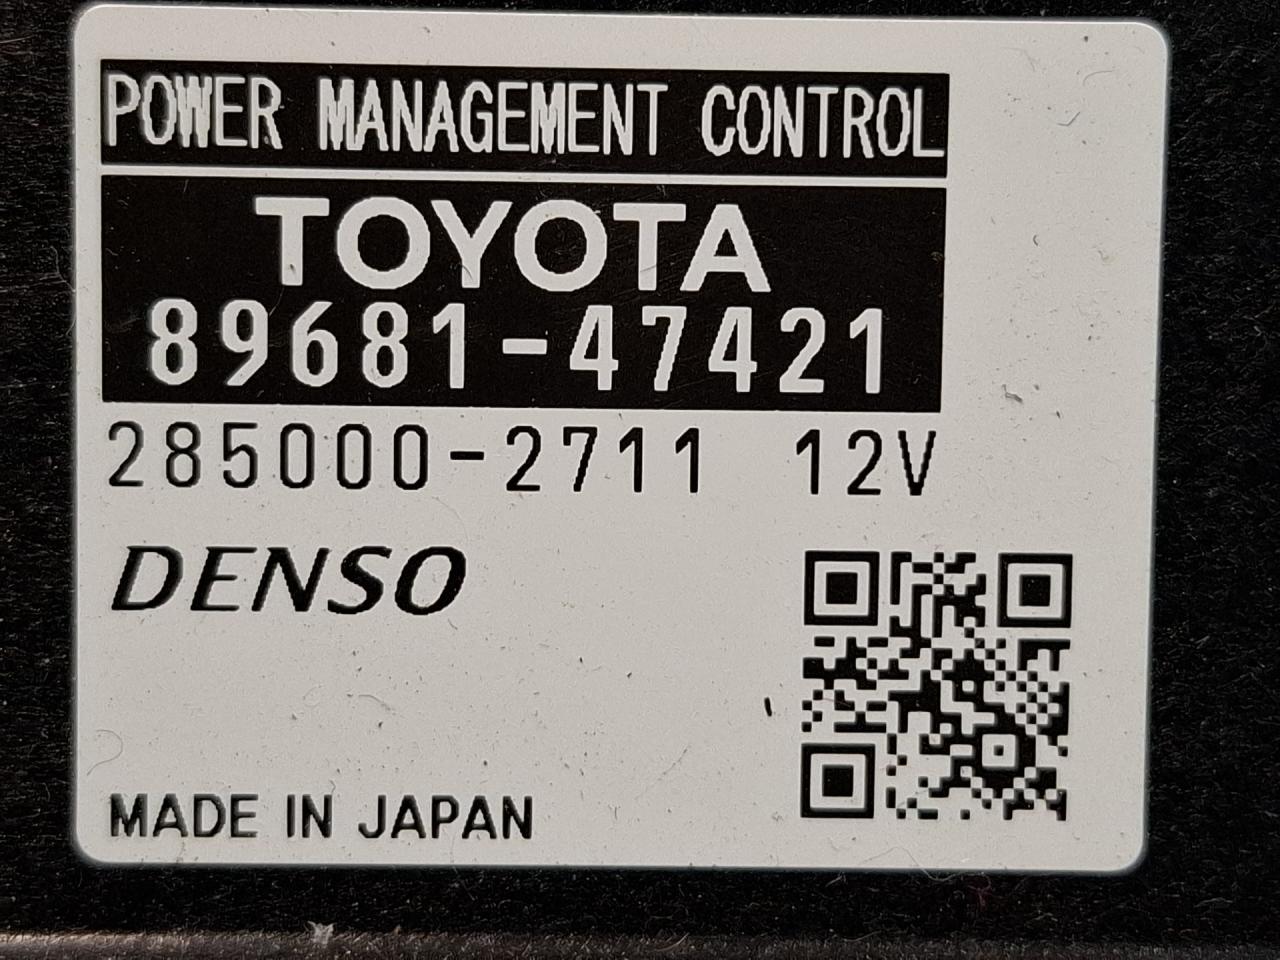 POWER MANAGEMENT CONTROL
TOYOTA
89681-47421
285000-2711 12V
DENSO
MADE IN JAPAN